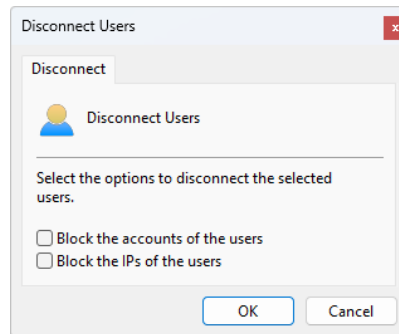 Disconnect Users
x
Disconnect
Disconnect Users
Select the options to disconnect the selected
users.
Block the accounts of the users
Block the IPs of the users
OK
Cancel